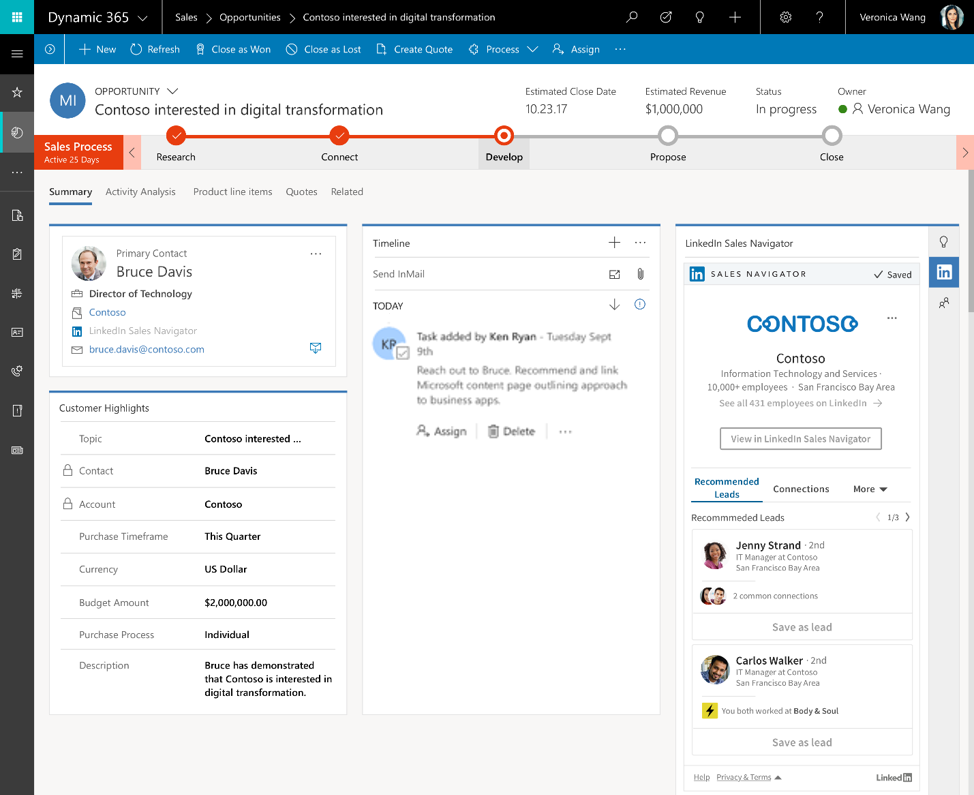 Dynamic 365
Sales > Opportunities > Contoso interested in digital transformation
Veronica Wang
New
Refresh
Close as Won
Close as Lost
Create Quote
Process
Assign
MI
OPPORTUNITY
Contoso interested in digital transformation
Estimated Close Date
10.23.17
Estimated Revenue
$1,000,000
Status
In progress
Owner
Veronica Wang
Sales Process
Active 25 Days
Research
Connect
Develop
Propose
Close
Summary
Activity Analysis
Product line items
Quotes
Related
Primary Contact
Bruce Davis
Director of Technology
Contoso
LinkedIn Sales Navigator
bruce.davis@contoso.com
Customer Highlights
Topic
Contoso interested ...
Contact
Bruce Davis
Account
Contoso
Purchase Timeframe
This Quarter
Currency
US Dollar
Budget Amount
$2,000,000.00
Purchase Process
Individual
Description
Bruce has demonstrated
that Contoso is interested in
digital transformation.
Timeline
Send InMail
TODAY
KR
Task added by Ken Ryan - Tuesday Sept
9th
Reach out to Bruce. Recommend and link
Microsoft content page outlining approach
to business apps.
Assign
Delete
LinkedIn Sales Navigator
in SALES NAVIGATOR
Saved
CONTOSO
Contoso
Information Technology and Services ·
10,000+ employees · San Francisco Bay Area
See all 431 employees on LinkedIn →
View in LinkedIn Sales Navigator
Recommended
Leads
Connections
More
Recommmeded Leads
1/3
Jenny Strand · 2nd
IT Manager at Contoso
San Francisco Bay Area
2 common connections
Save as lead
Carlos Walker · 2nd
IT Manager at Contoso
San Francisco Bay Area
You both worked at Body & Soul
Save as lead
Help
Privacy & Terms
Linked in
in